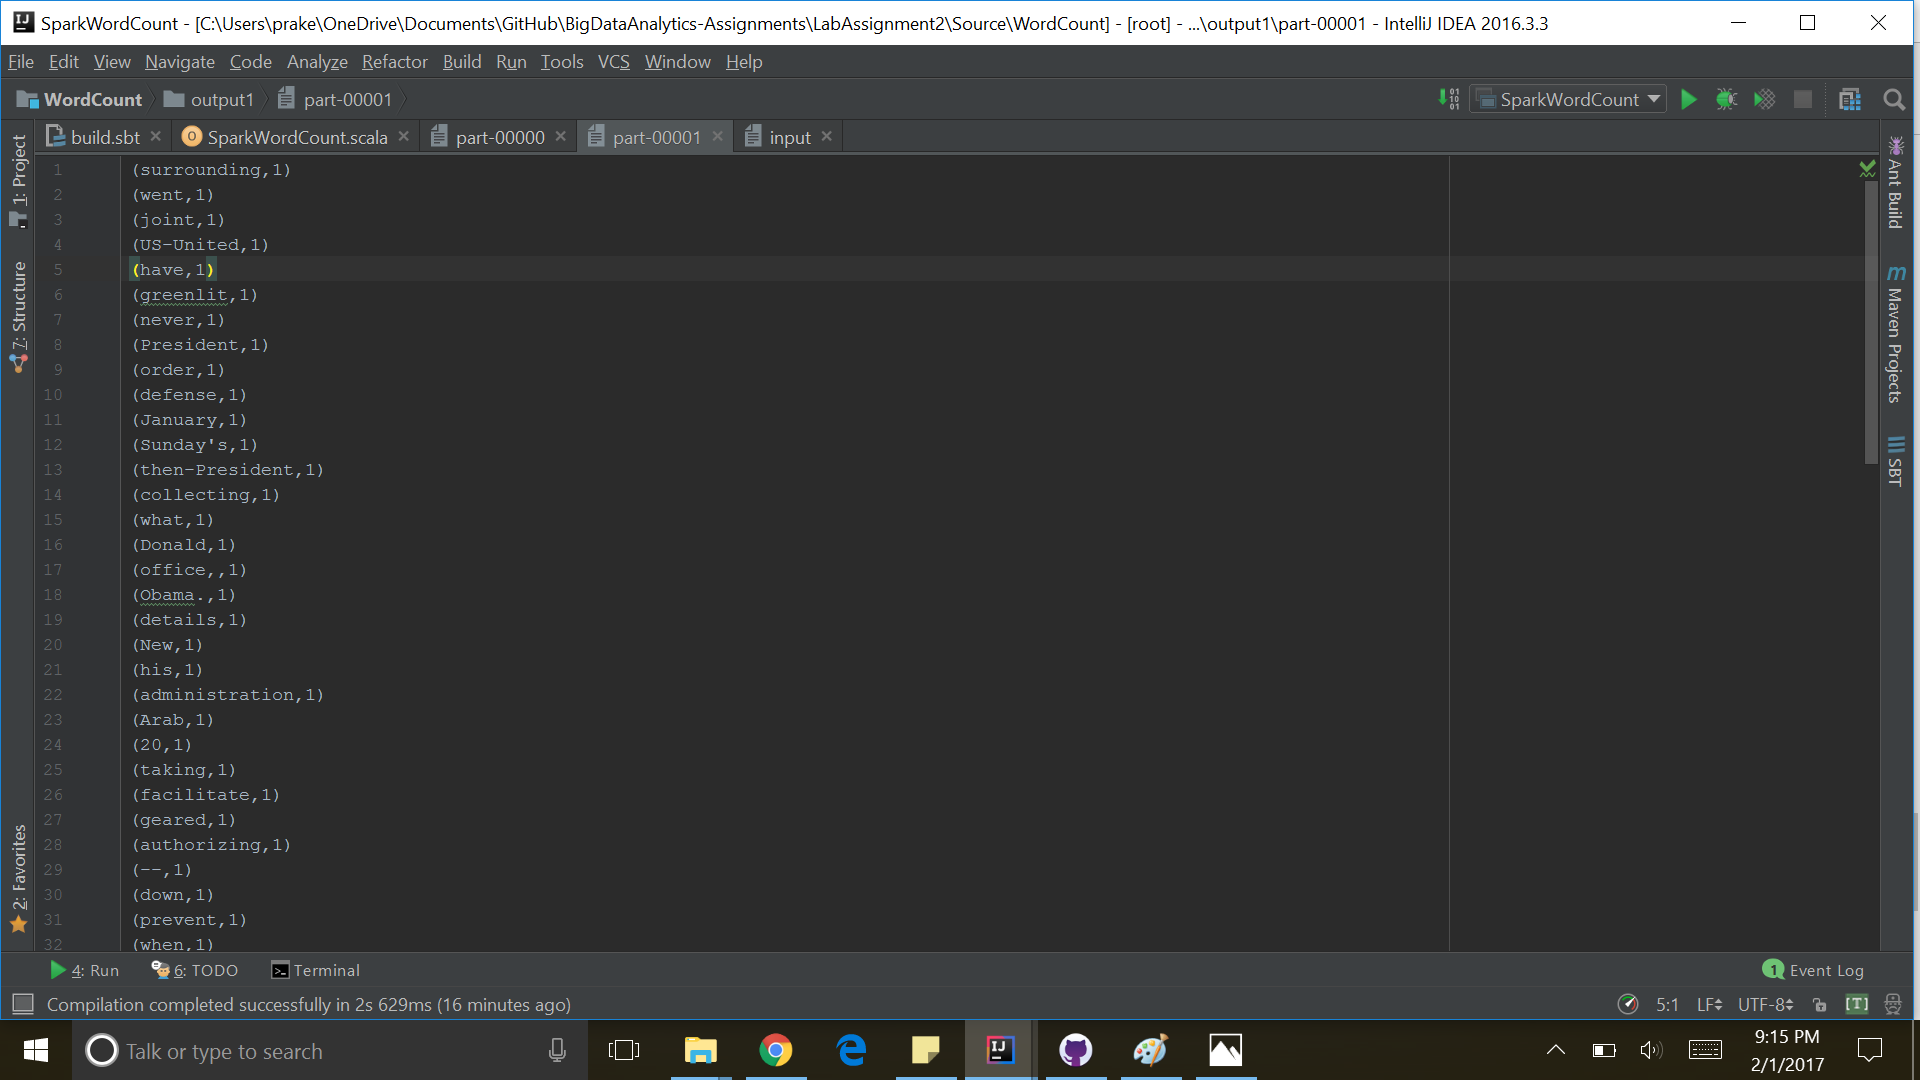 SparkWordCount - [C:\Users\prake\OneDrive\Documents\GitHub\BigDataAnalytics-Assignments\LabAssignment2\Source\WordCount] - [root] - ...\output1\part-00001 - IntelliJ IDEA 2016.3.3
File Edit View Navigate Code Analyze Refactor Build Run Tools VCS Window Help
WordCount output1 part-00001 SparkWordCount
build.sbt SparkWordCount.scala part-00000 part-00001 input
1: Project
7: Structure
2: Favorites
1 (surrounding,1)
2 (went,1)
3 (joint,1)
4 (US-United,1)
5 (have,1)
6 (greenlit,1)
7 (never,1)
8 (President,1)
9 (order,1)
10 (defense,1)
11 (January,1)
12 (Sunday's,1)
13 (then-President,1)
14 (collecting,1)
15 (what,1)
16 (Donald,1)
17 (office,,1)
18 (Obama.,1)
19 (details,1)
20 (New,1)
21 (his,1)
22 (administration,1)
23 (Arab,1)
24 (20,1)
25 (taking,1)
26 (facilitate,1)
27 (geared,1)
28 (authorizing,1)
29 (--,1)
30 (down,1)
31 (prevent,1)
32 (when,1)
Ant Build
Maven Projects
SBT
4: Run 6: TODO Terminal 1 Event Log
Compilation completed successfully in 2s 629ms (16 minutes ago) 5:1 LF UTF-8 [T]
Talk or type to search
9:15 PM
2/1/2017